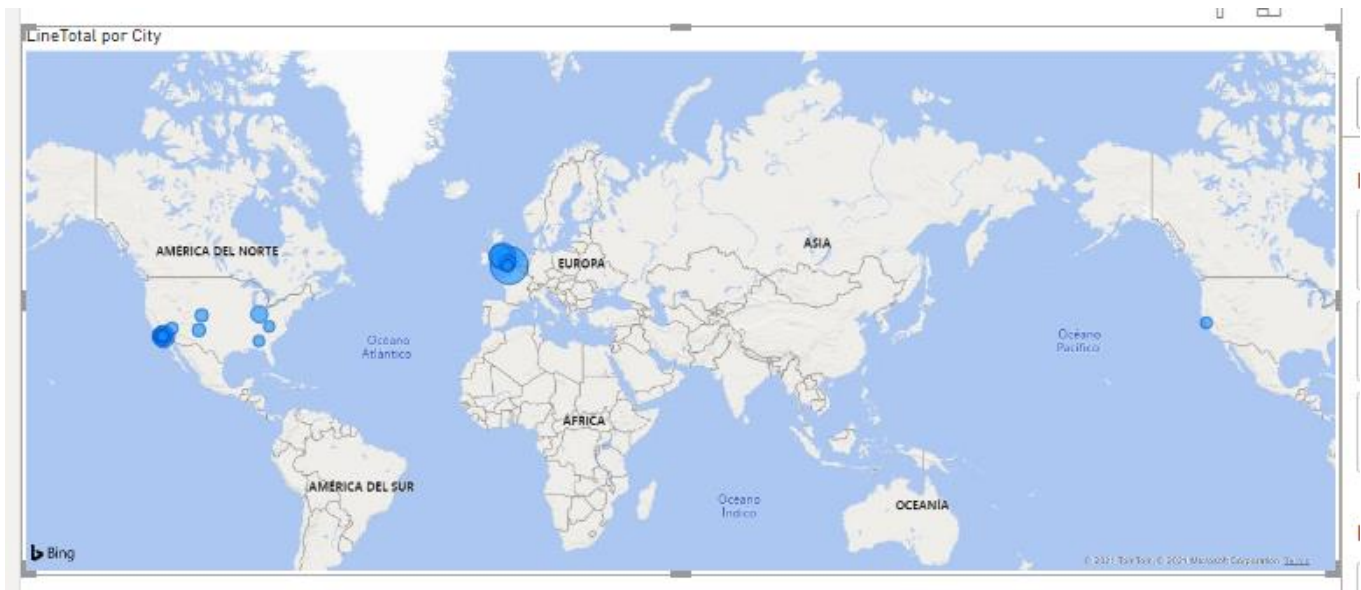 LineTotal por City
AMÉRICA DEL NORTE
EUROPA
ASIA
Océano
Atlántico
Océano
Pacífico
ÁFRICA
AMÉRICA DEL SUR
Océano
Índico
OCEANÍA
Bing
© 2021 TomTom, © 2021 Microsoft Corporation Terms